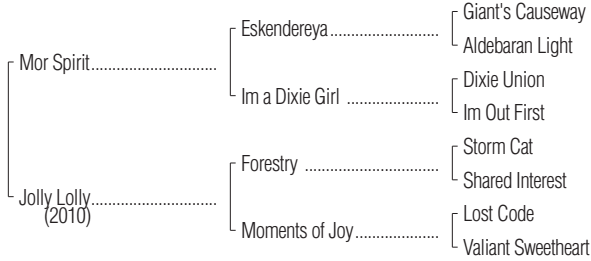 Giant's Causeway
Eskendereya
Aldebaran Light
Mor Spirit
Dixie Union
Im a Dixie Girl
Im Out First
Storm Cat
Forestry
Shared Interest
Jolly Lolly
(2010)
Lost Code
Moments of Joy
Valiant Sweetheart